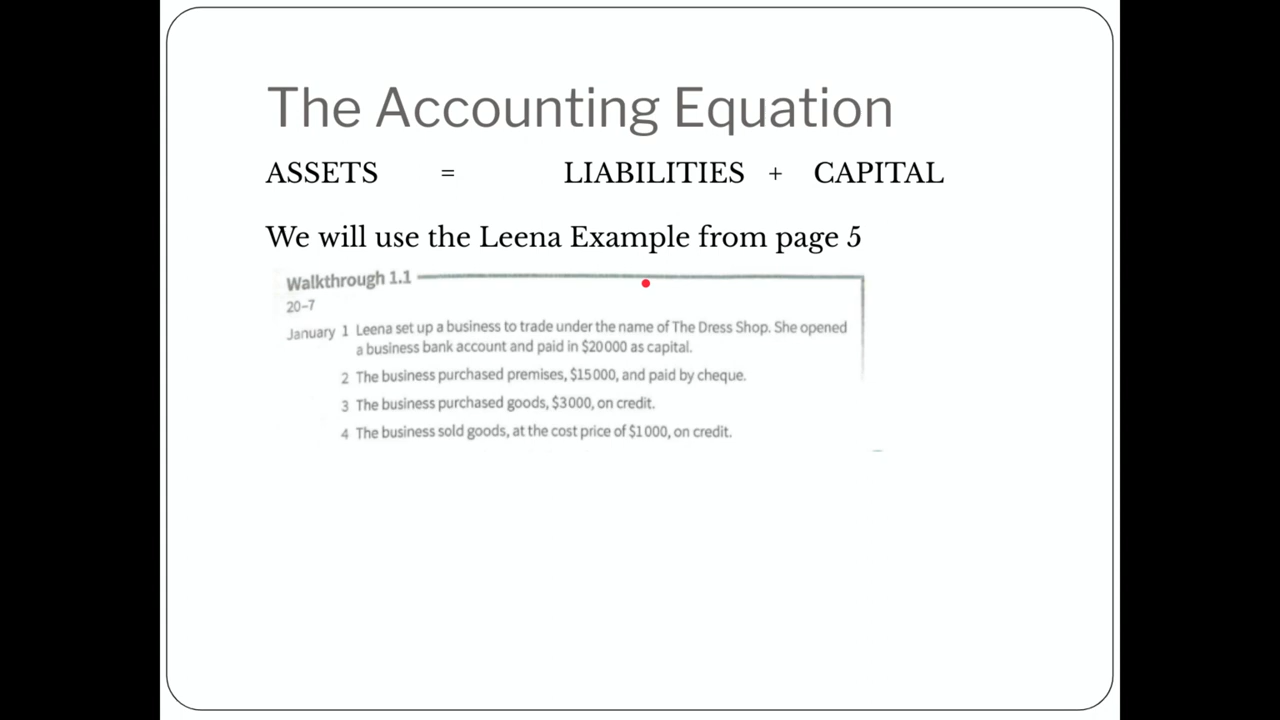 The Accounting Equation
ASSETS = LIABILITIES + CAPITAL
We will use the Leena Example from page 5
Walkthrough 1.1
20–7
January 1 Leena set up a business to trade under the name of The Dress Shop. She opened
a business bank account and paid in $20000 as capital.
2 The business purchased premises, $15000, and paid by cheque.
3 The business purchased goods, $3000, on credit.
4 The business sold goods, at the cost price of $1000, on credit.